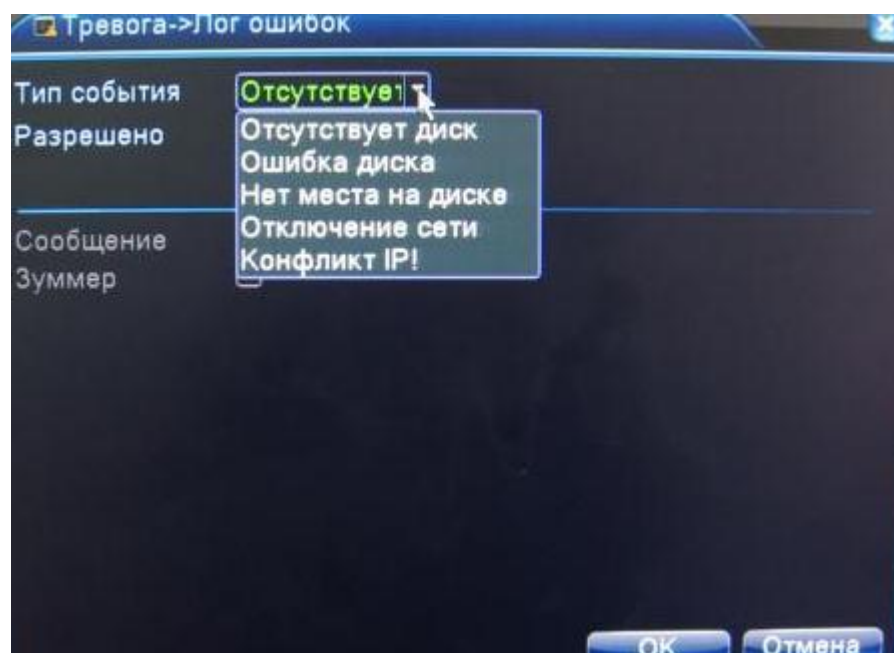 Тревога->Лог ошибок
Тип события Отсутствует
Разрешено
Отсутствует диск
Ошибка диска
Нет места на диске
Отключение сети
Конфликт IP!
Сообщение
Зуммер
OK Отмена